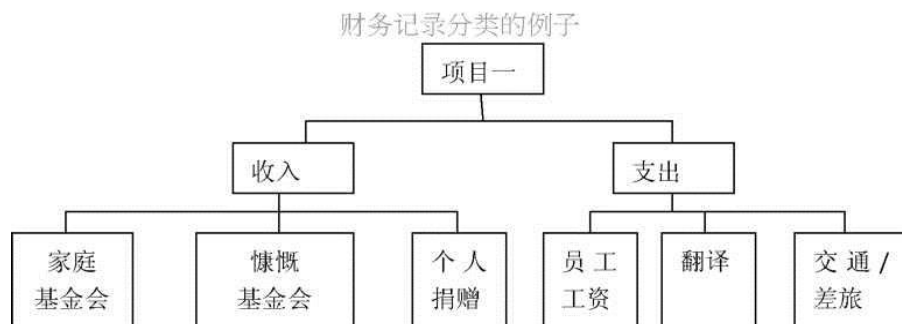 财务记录分类的例子
项目一
收入
支出
家庭
基金会
慷慨
基金会
个人
捐赠
员工
工资
翻译
交通/
差旅